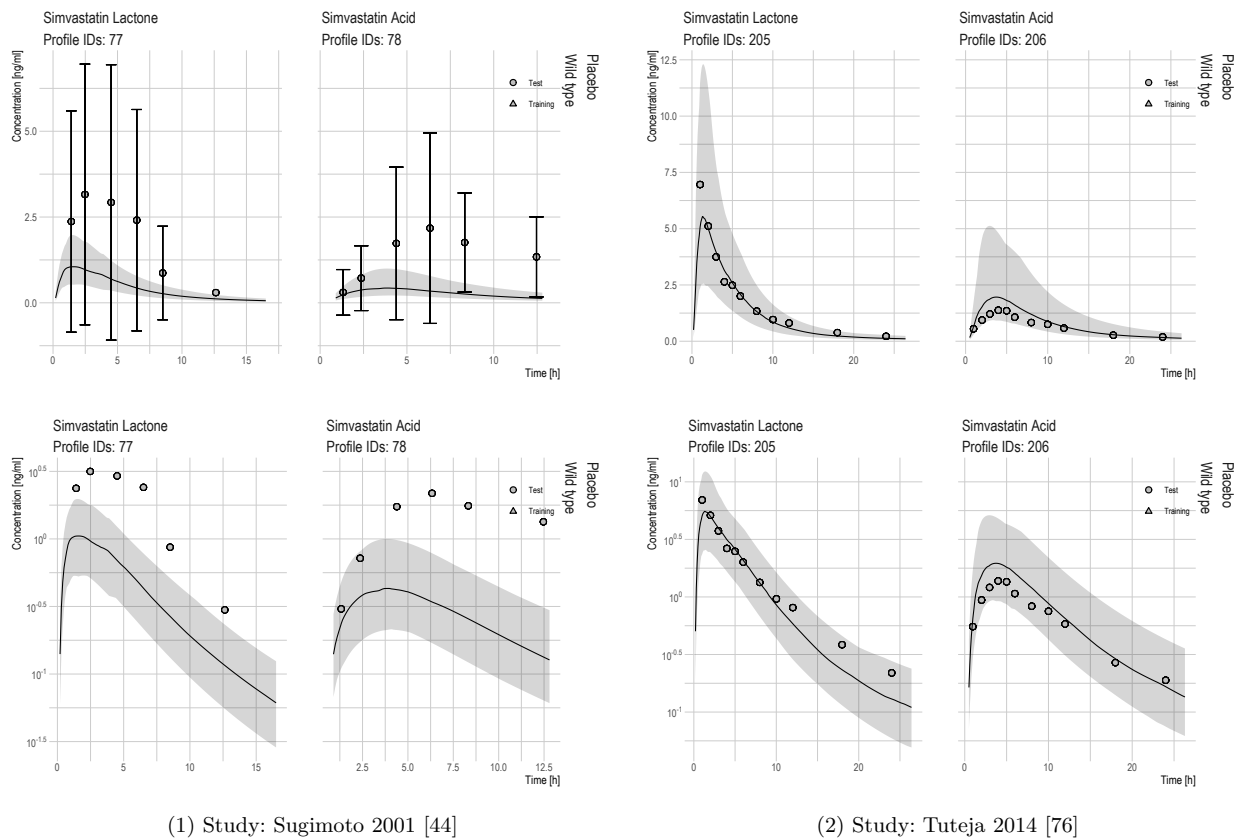 Simvastatin Lactone
Profile IDs: 77
Simvastatin Acid
Profile IDs: 78
Placebo
Wild type
Concentration [ng/ml]
Test
Training
5.0
2.5
0.0
0
5
10
15
0
5
10
Time [h]
Simvastatin Lactone
Profile IDs: 205
Simvastatin Acid
Profile IDs: 206
Placebo
Wild type
Concentration [ng/ml]
Test
Training
12.5
10.0
7.5
5.0
2.5
0.0
0
10
20
0
10
20
Time [h]
Simvastatin Lactone
Profile IDs: 77
Simvastatin Acid
Profile IDs: 78
Placebo
Wild type
Concentration [ng/ml]
Test
Training
10^0.5
10^0
10^-0.5
10^-1
10^-1.5
0
5
10
15
2.5
5.0
7.5
10.0
12.5
Time [h]
Simvastatin Lactone
Profile IDs: 205
Simvastatin Acid
Profile IDs: 206
Placebo
Wild type
Concentration [ng/ml]
Test
Training
10^1
10^0.5
10^0
10^-0.5
10^-1
0
10
20
0
10
20
Time [h]
(1) Study: Sugimoto 2001 [44]
(2) Study: Tuteja 2014 [76]